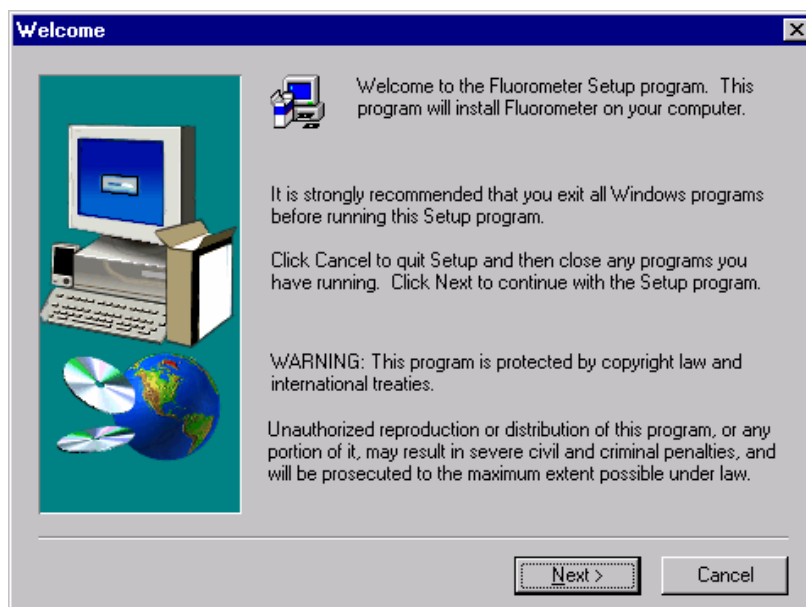 Welcome
Welcome to the Fluorometer Setup program.  This
program will install Fluorometer on your computer.
It is strongly recommended that you exit all Windows programs
before running this Setup program.
Click Cancel to quit Setup and then close any programs you
have running.  Click Next to continue with the Setup program.
WARNING: This program is protected by copyright law and
international treaties.
Unauthorized reproduction or distribution of this program, or any
portion of it, may result in severe civil and criminal penalties, and
will be prosecuted to the maximum extent possible under law.
Next >
Cancel